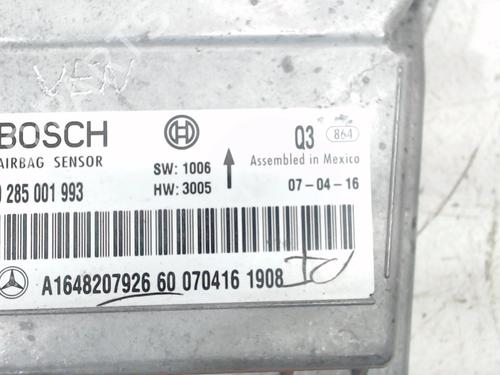 VEN
BOSCH
Q3 864
AIRBAG SENSOR
SW: 1006
Assembled in Mexico
0 285 001 993
HW: 3005
07-04-16
A1648207926 60 070416 1908